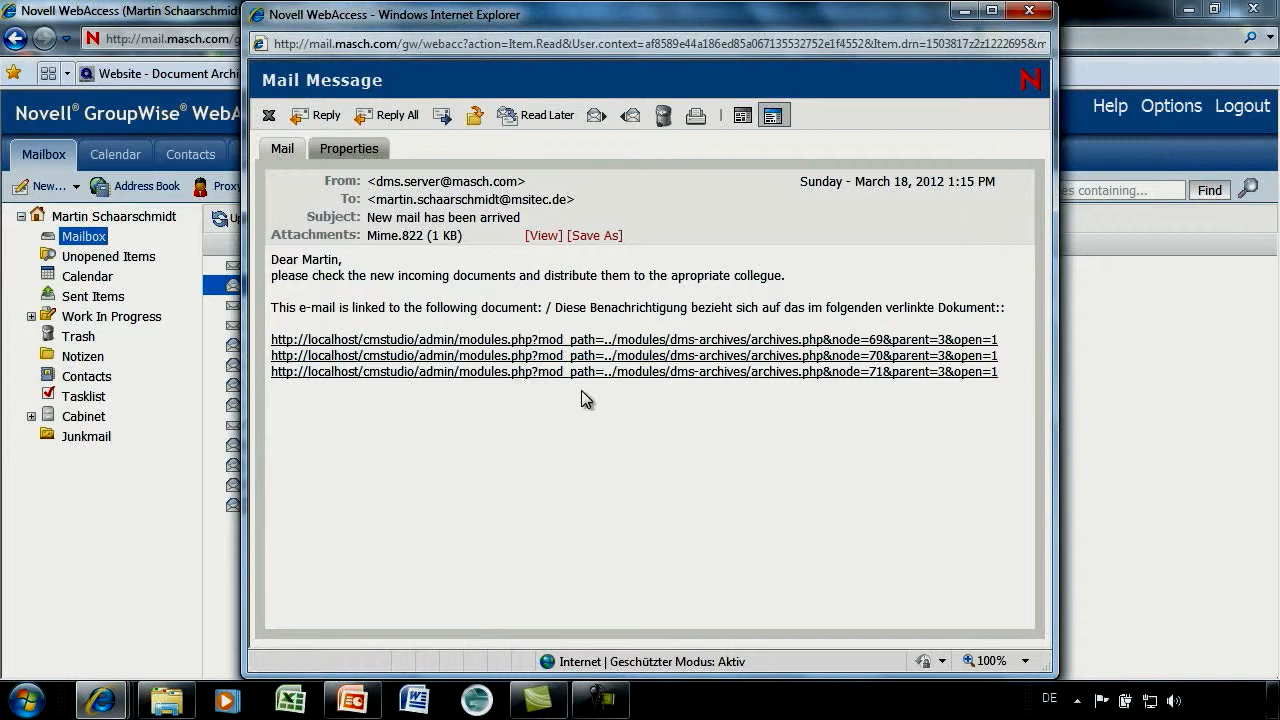 Novell WebAccess (Martin Schaarschmidt)
Novell WebAccess - Windows Internet Explorer
http://mail.masch.com/g
http://mail.masch.com/gw/webacc?action=Item.Read&User.context=af8589e44a186ed85a067135532752e1f4552&Item.drn=1503817z2z1222695&m
Website - Document Archi
Mail Message
N
Novell® GroupWise® WebA
Help Options Logout
Reply Reply All Read Later
Mailbox Calendar Contacts
Mail Properties
New... Address Book Proxy
es containing... Find
From: <dms.server@masch.com> Sunday - March 18, 2012 1:15 PM
To: <martin.schaarschmidt@msitec.de>
Subject: New mail has been arrived
Attachments: Mime.822 (1 KB) [View] [Save As]
Martin Schaarschmidt
Mailbox
Unopened Items
Calendar
Sent Items
Work In Progress
Trash
Notizen
Contacts
Tasklist
Cabinet
Junkmail
Dear Martin,
please check the new incoming documents and distribute them to the apropriate collegue.
This e-mail is linked to the following document: / Diese Benachrichtigung bezieht sich auf das im folgenden verlinkte Dokument::
http://localhost/cmstudio/admin/modules.php?mod_path=../modules/dms-archives/archives.php&node=69&parent=3&open=1
http://localhost/cmstudio/admin/modules.php?mod_path=../modules/dms-archives/archives.php&node=70&parent=3&open=1
http://localhost/cmstudio/admin/modules.php?mod_path=../modules/dms-archives/archives.php&node=71&parent=3&open=1
Internet | Geschützter Modus: Aktiv
100%
DE